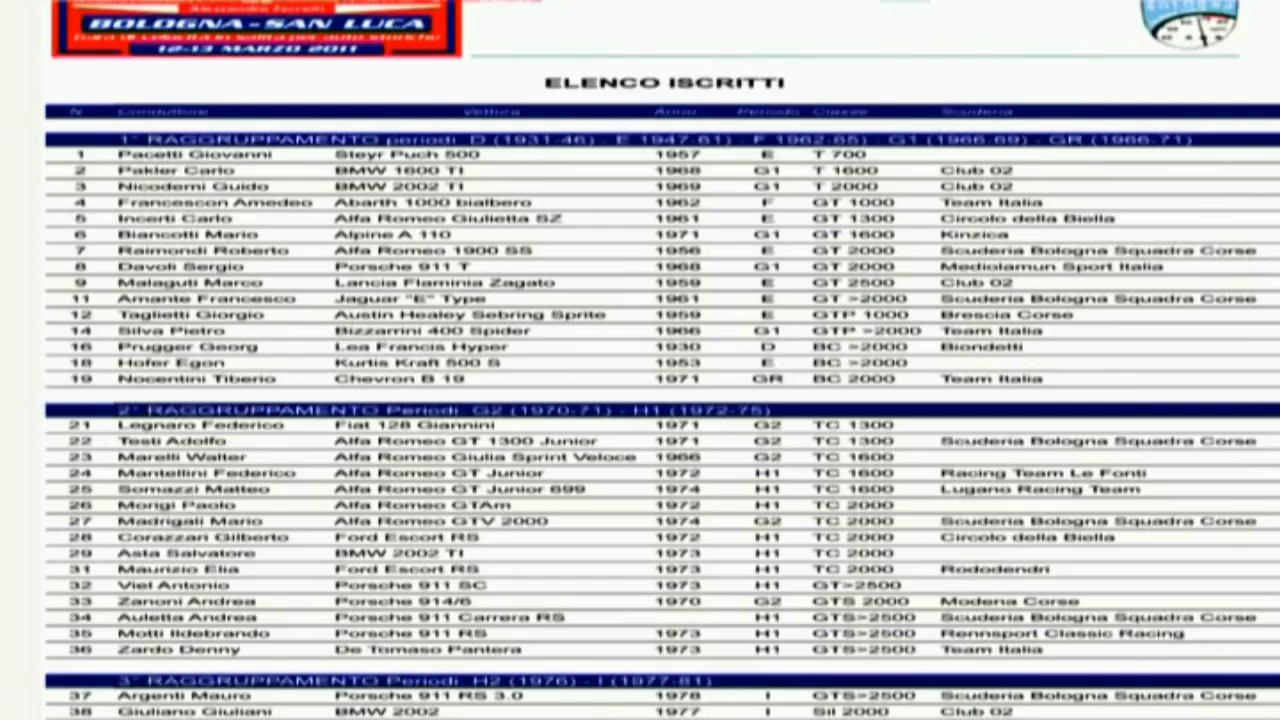 Alessandro Ferretti
BOLOGNA-SAN LUCA
Gara di velocità in salita per auto storiche
12-13 MARZO 2011
ELENCO ISCRITTI
N Conduttore Vettura Anno Periodo Classe Scuderia
1° RAGGRUPPAMENTO periodi D (1931-46) - E 1947-61) - F 1962-65) - G1 (1966-69) - GR (1966-71)
1 Pacetti Giovanni Steyr Puch 500 1957 E T 700
2 Pakler Carlo BMW 1600 TI 1968 G1 T 1600 Club 02
3 Nicodemi Guido BMW 2002 TI 1969 G1 T 2000 Club 02
4 Francescon Amedeo Abarth 1000 bialbero 1962 F GT 1000 Team Italia
5 Incerti Carlo Alfa Romeo Giulietta SZ 1961 E GT 1300 Circolo della Biella
6 Biancotti Mario Alpine A 110 1971 G1 GT 1600 Kinzica
7 Raimondi Roberto Alfa Romeo 1900 SS 1956 E GT 2000 Scuderia Bologna Squadra Corse
8 Davoli Sergio Porsche 911 T 1968 G1 GT 2000 Mediolamun Sport Italia
9 Malaguti Marco Lancia Flaminia Zagato 1959 E GT 2500 Club 02
11 Amante Francesco Jaguar "E" Type 1961 E GT >2000 Scuderia Bologna Squadra Corse
12 Taglietti Giorgio Austin Healey Sebring Sprite 1959 E GTP 1000 Brescia Corse
14 Silva Pietro Bizzarrini 400 Spider 1966 G1 GTP >2000 Team Italia
16 Prugger Georg Lea Francis Hyper 1930 D BC >2000 Biondetti
18 Hofer Egon Kurtis Kraft 500 S 1953 E BC >2000
19 Nocentini Tiberio Chevron B 19 1971 GR BC 2000 Team Italia
2° RAGGRUPPAMENTO Periodi G2 (1970-71) - H1 (1972-75)
21 Legnaro Federico Fiat 128 Giannini 1971 G2 TC 1300
22 Testi Adolfo Alfa Romeo GT 1300 Junior 1971 G2 TC 1300 Scuderia Bologna Squadra Corse
23 Marelli Walter Alfa Romeo Giulia Sprint Veloce 1966 G2 TC 1600
24 Mantellini Federico Alfa Romeo GT Junior 1972 H1 TC 1600 Racing Team Le Fonti
25 Somazzi Matteo Alfa Romeo GT Junior 699 1974 H1 TC 1600 Lugano Racing Team
26 Morigi Paolo Alfa Romeo GTAm 1972 H1 TC 2000
27 Madrigali Mario Alfa Romeo GTV 2000 1974 G2 TC 2000 Scuderia Bologna Squadra Corse
28 Corazzari Gilberto Ford Escort RS 1972 H1 TC 2000 Circolo della Biella
29 Asta Salvatore BMW 2002 TI 1973 H1 TC 2000
31 Maurizio Elia Ford Escort RS 1973 H1 TC 2000 Rododendri
32 Viel Antonio Porsche 911 SC H1 GT>2500
33 Zanoni Andrea Porsche 914/6 1970 G2 GTS 2000 Modena Corse
34 Auletta Andrea Porsche 911 Carrera RS H1 GTS>2500 Scuderia Bologna Squadra Corse
35 Motti Ildebrando Porsche 911 RS 1973 H1 GTS>2500 Rennsport Classic Racing
36 Zardo Denny De Tomaso Pantera 1973 H1 GTS>2500 Team Italia
3° RAGGRUPPAMENTO Periodi H2 (1976) - I (1977-81)
37 Argenti Mauro Porsche 911 RS 3.0 1978 I GTS>2500 Scuderia Bologna Squadra Corse
38 Giuliano Giuliani BMW 2002 1977 I Sil 2000 Club 02